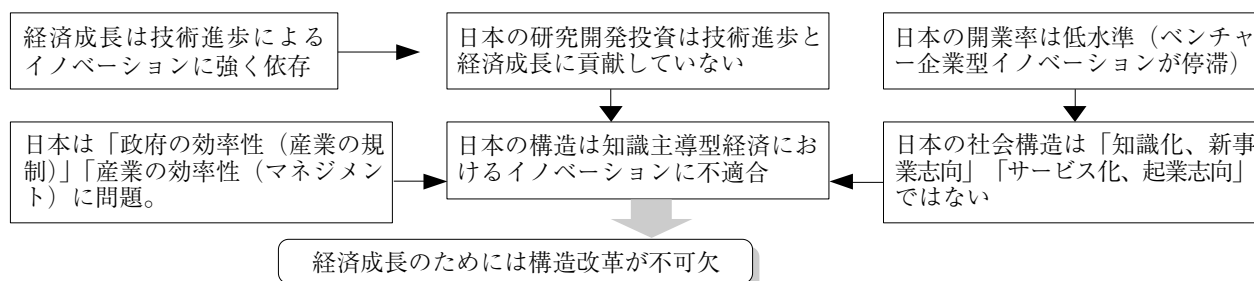 経済成長は技術進歩による
イノベーションに強く依存
日本の研究開発投資は技術進歩と
経済成長に貢献していない
日本の開業率は低水準（ベンチャ
ー企業型イノベーションが停滞）
日本は「政府の効率性（産業の規
制）」「産業の効率性（マネジメン
ト）に問題。
日本の構造は知識主導型経済にお
けるイノベーションに不適合
日本の社会構造は「知識化、新事
業志向」「サービス化、起業志向」
ではない
経済成長のためには構造改革が不可欠